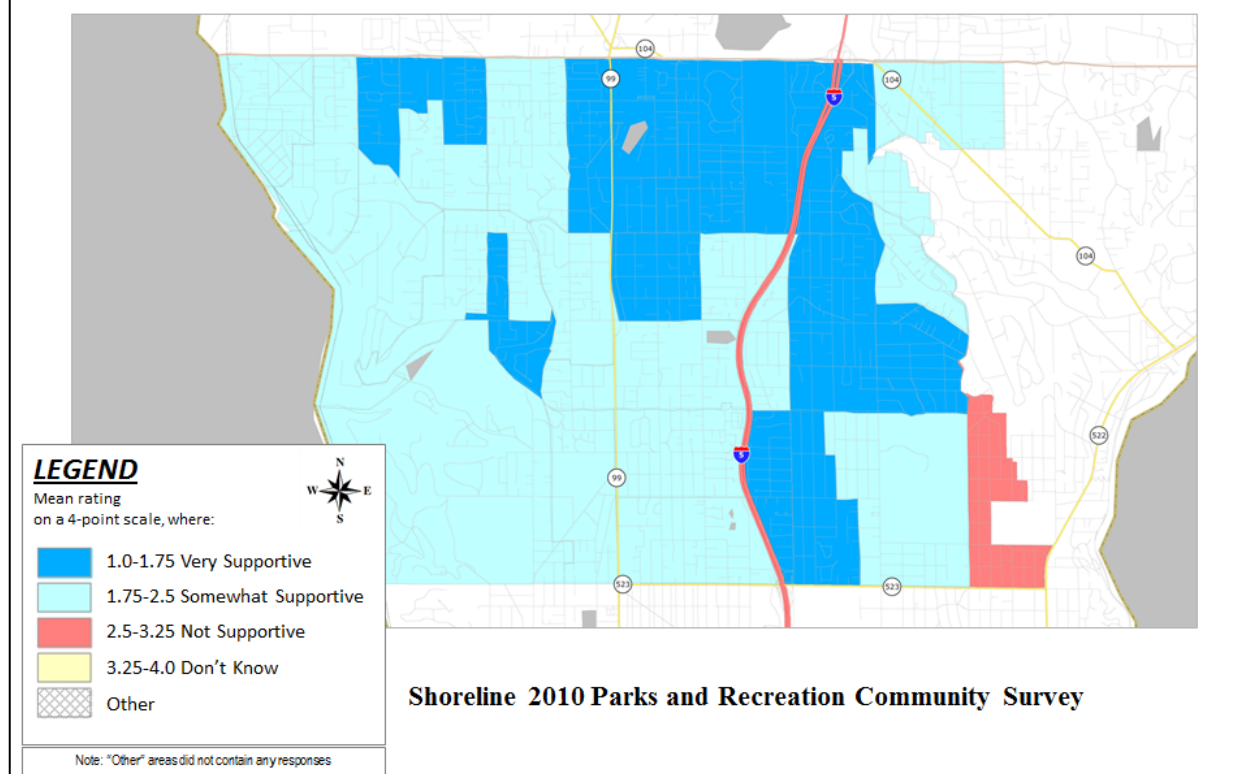 104
99
5
104
104
522
5
99
523
523
LEGEND
Mean rating
on a 4-point scale, where:
N
W E
S
1.0-1.75 Very Supportive
1.75-2.5 Somewhat Supportive
2.5-3.25 Not Supportive
3.25-4.0 Don't Know
Other
Note: "Other" areas did not contain any responses
Shoreline 2010 Parks and Recreation Community Survey